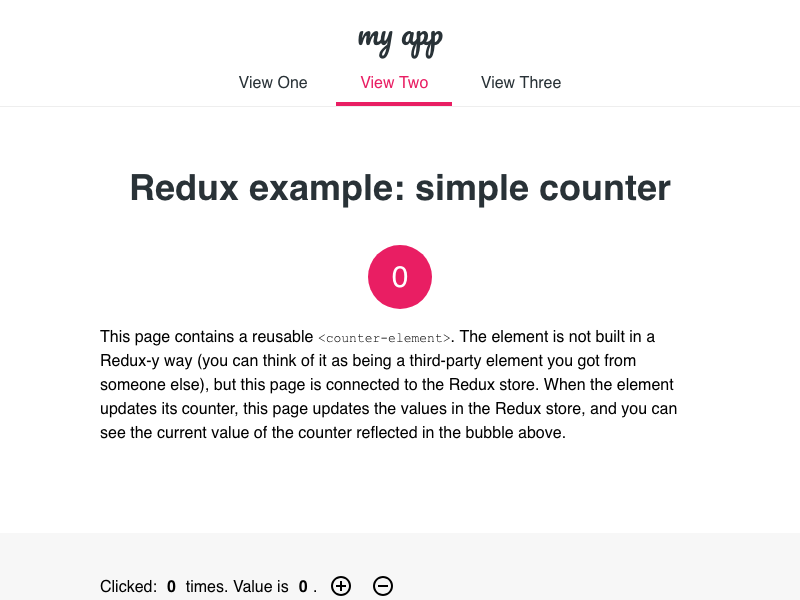 my app
View One View Two View Three
Redux example: simple counter
0
This page contains a reusable <counter-element>. The element is not built in a
Redux-y way (you can think of it as being a third-party element you got from
someone else), but this page is connected to the Redux store. When the element
updates its counter, this page updates the values in the Redux store, and you can
see the current value of the counter reflected in the bubble above.
Clicked: 0 times. Value is 0 .